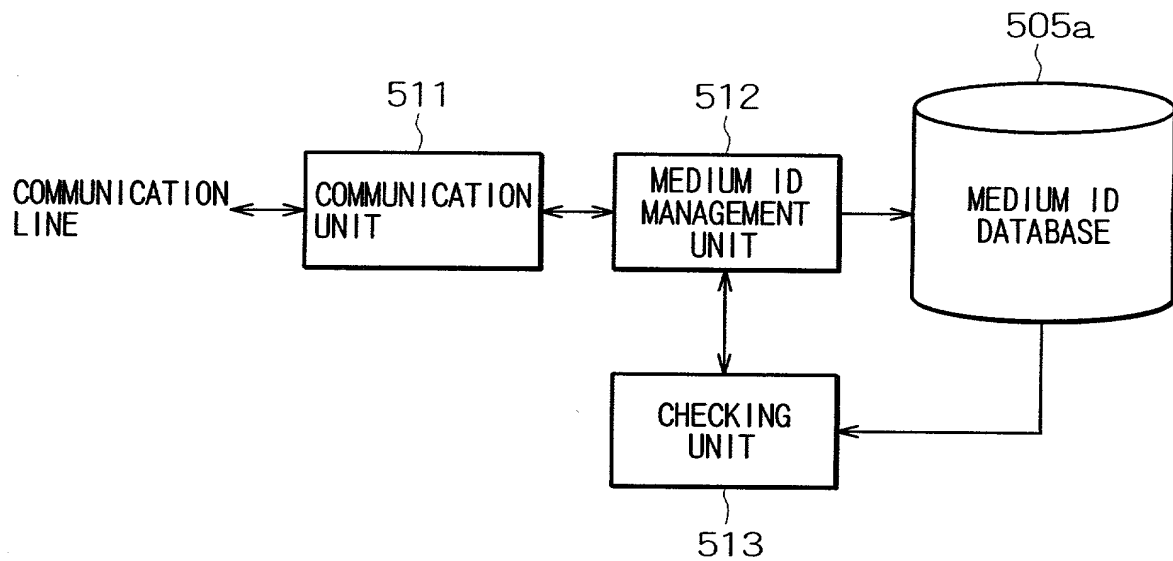 505a
511
512
COMMUNICATION
LINE
COMMUNICATION
UNIT
MEDIUM ID
MANAGEMENT
UNIT
MEDIUM ID
DATABASE
CHECKING
UNIT
513